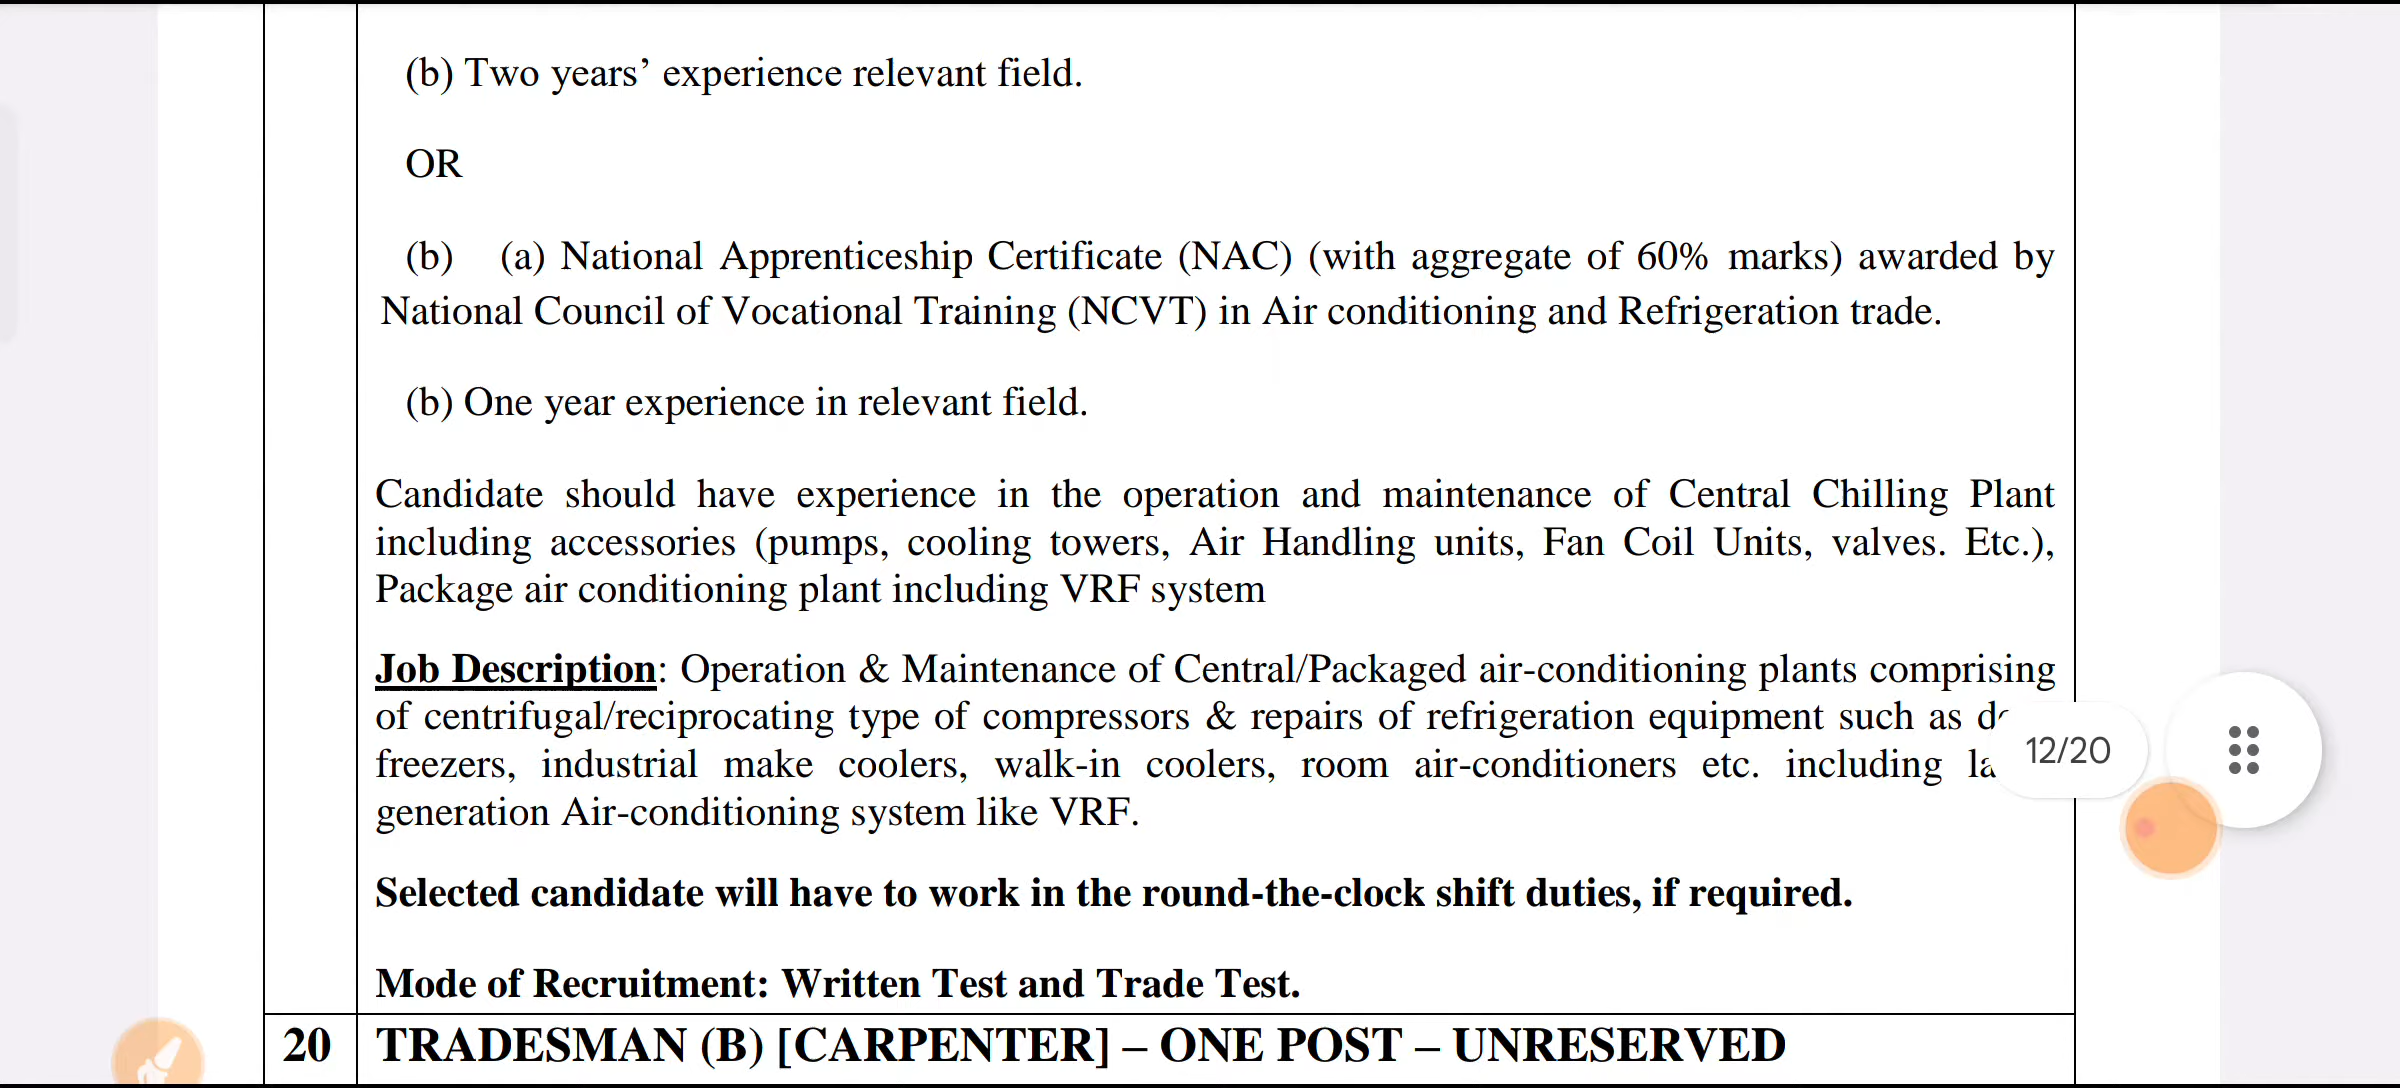 (b) Two years’ experience relevant field.
OR
(b) (a) National Apprenticeship Certificate (NAC) (with aggregate of 60% marks) awarded by
National Council of Vocational Training (NCVT) in Air conditioning and Refrigeration trade.
(b) One year experience in relevant field.
Candidate should have experience in the operation and maintenance of Central Chilling Plant
including accessories (pumps, cooling towers, Air Handling units, Fan Coil Units, valves. Etc.),
Package air conditioning plant including VRF system
Job Description: Operation & Maintenance of Central/Packaged air-conditioning plants comprising
of centrifugal/reciprocating type of compressors & repairs of refrigeration equipment such as
freezers, industrial make coolers, walk-in coolers, room air-conditioners etc. including
12/20
generation Air-conditioning system like VRF.
Selected candidate will have to work in the round-the-clock shift duties, if required.
Mode of Recruitment: Written Test and Trade Test.
20 TRADESMAN (B) [CARPENTER] – ONE POST – UNRESERVED